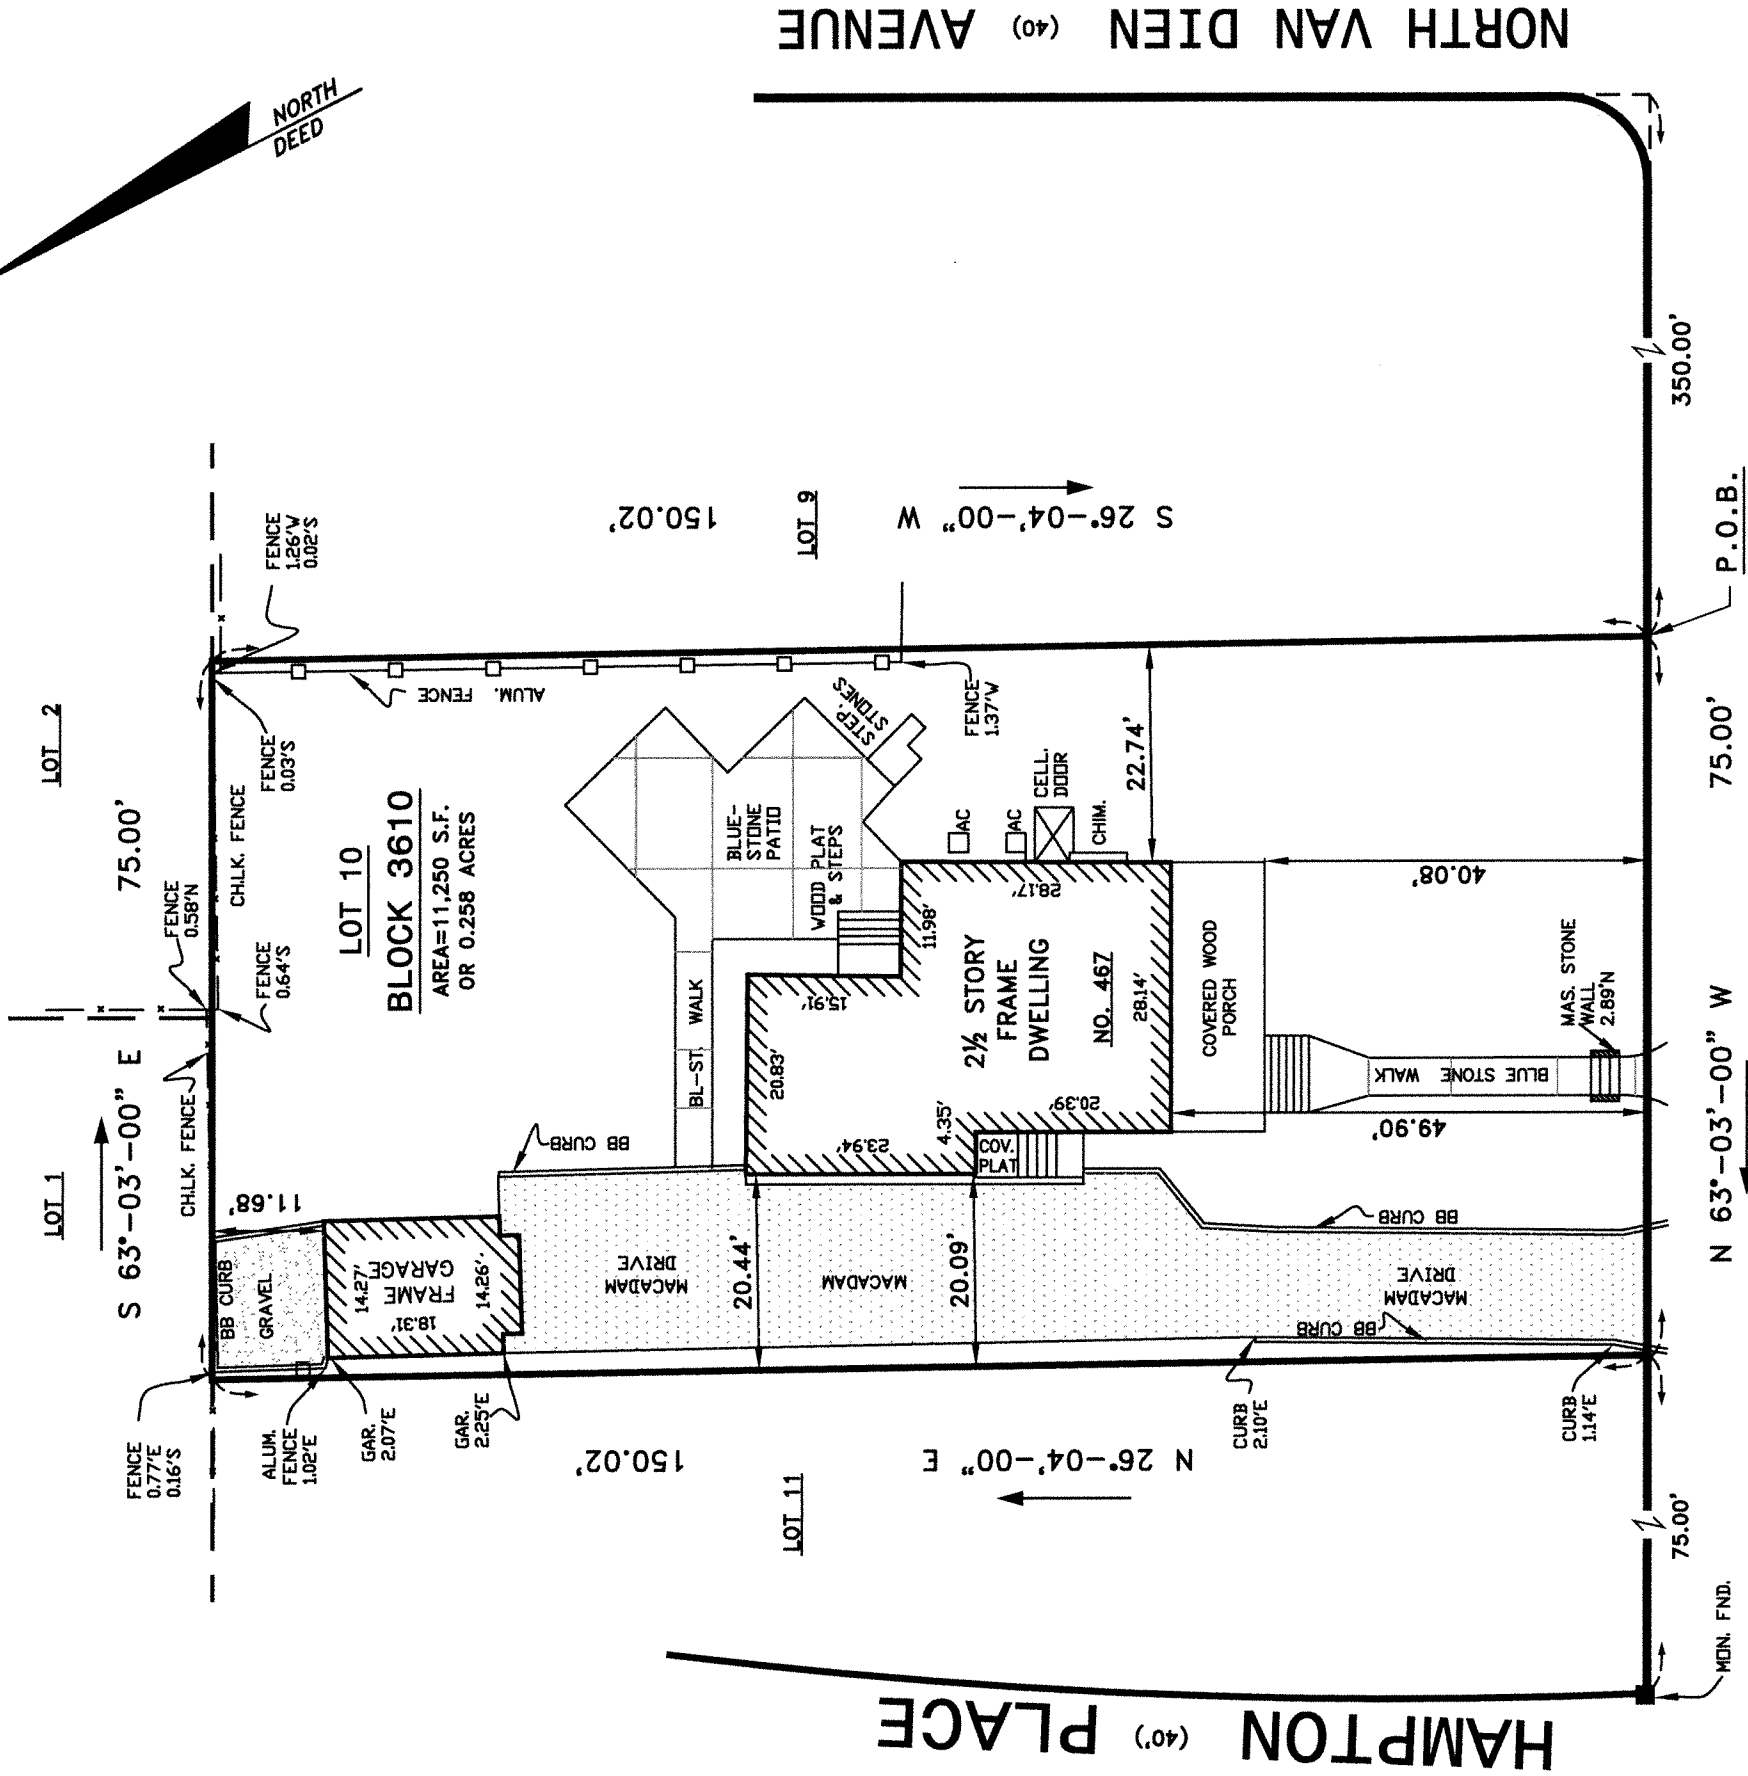 NORTH VAN DIEN (40) AVENUE
NORTH
DEED
LOT 2
LOT 1
S 63°-03'-00" E
75.00'
FENCE
0.58'N
CH.LK. FENCE
FENCE
0.64'S
CH.LK. FENCE
FENCE
0.03'S
FENCE
1.26'W
0.02'S
LOT 10
BLOCK 3610
AREA=11,250 S.F.
OR 0.258 ACRES
ALUM. FENCE
150.02'
LOT 9
S 26°-04'-00" W
11.68'
BB CURB
GRAVEL
14.27'
FRAME
GARAGE
18.31'
14.26'
BB CURB
BL-ST. WALK
BLUE-
STONE
PATIO
WOOD PLAT
& STEPS
STEP.
STONES
FENCE
1.37'W
AC
AC
CELL.
DOOR
CHIM.
22.74'
MACADAM
DRIVE
MACADAM
20.44'
20.09'
20.83'
15.91'
11.98'
28.17'
23.94'
4.35'
20.39'
28.14'
2½ STORY
FRAME
DWELLING
NO. 467
COV.
PLAT
COVERED WOOD
PORCH
40.08'
49.90'
BLUE STONE WALK
MAS. STONE
WALL
2.89'N
BB CURB
MACADAM
DRIVE
BB CURB
FENCE
0.77'E
0.16'S
ALUM.
FENCE
1.02'E
GAR.
2.07'E
GAR.
2.25'E
150.02'
N 26°-04'-00" E
LOT 11
CURB
2.10'E
CURB
1.14'E
350.00'
P.O.B.
75.00'
N 63°-03'-00" W
75.00'
MON. FND.
HAMPTON (40') PLACE